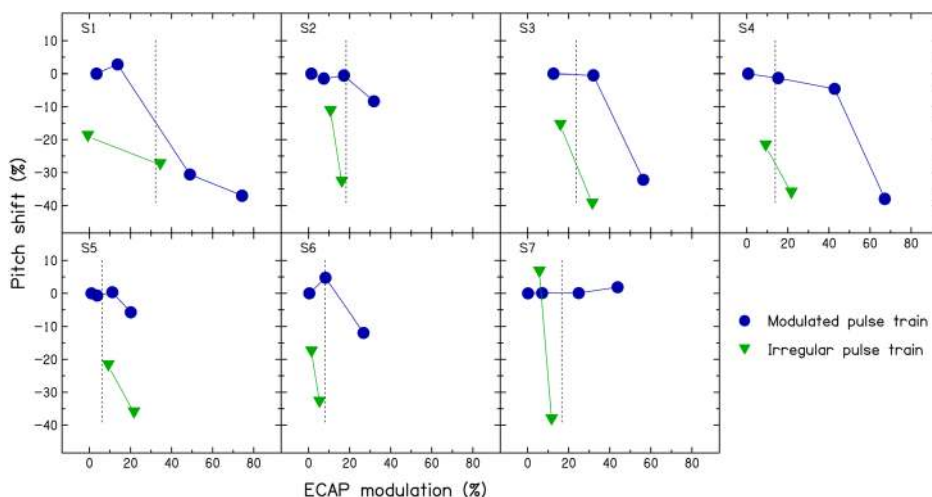 S1 S2 S3 S4
10
0
-10
-20
-30
-40
S5 S6 S7
10
0
-10
-20
-30
-40
0 20 40 60 80 0 20 40 60 80 0 20 40 60 80 0 20 40 60 80
Pitch shift (%)
ECAP modulation (%)
Modulated pulse train
Irregular pulse train